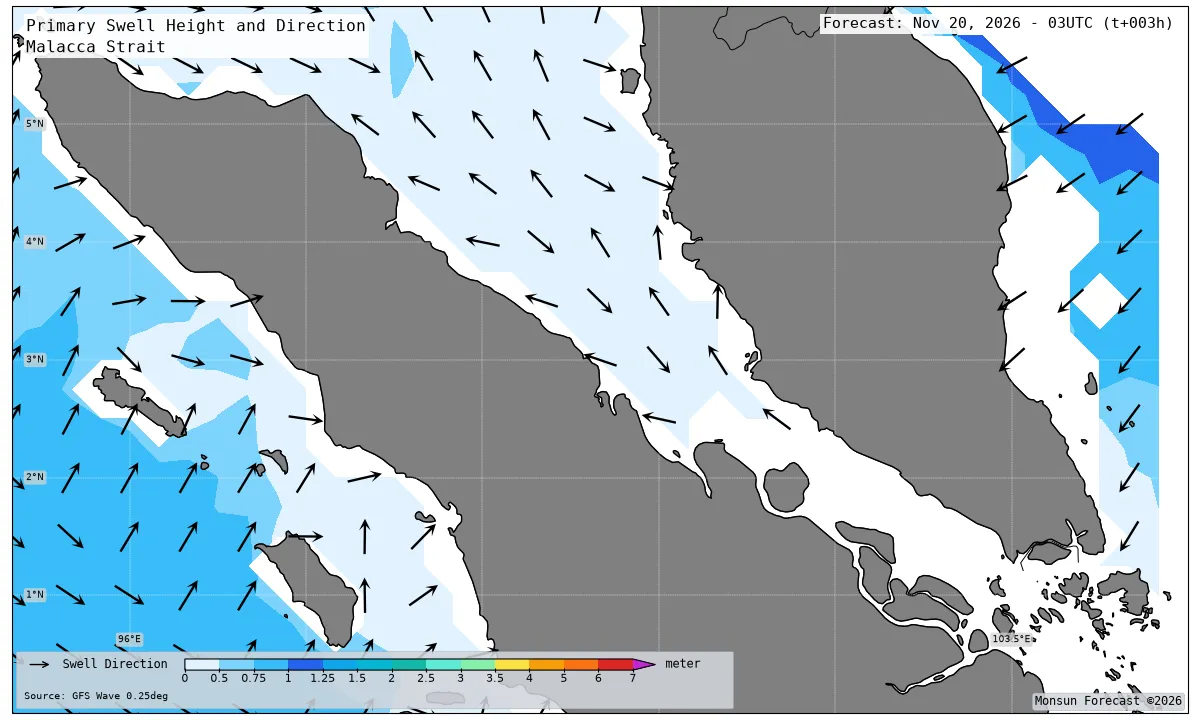 Primary Swell Height and Direction
Malacca Strait
Forecast: Nov 20, 2026 - 03UTC (t+003h)
5°N
4°N
3°N
2°N
1°N
96°E
103.5°E
Swell Direction
meter
0 0.5 0.75 1 1.25 1.5 2 2.5 3 3.5 4 5 6 7
Source: GFS Wave 0.25deg
Monsun Forecast ©2026